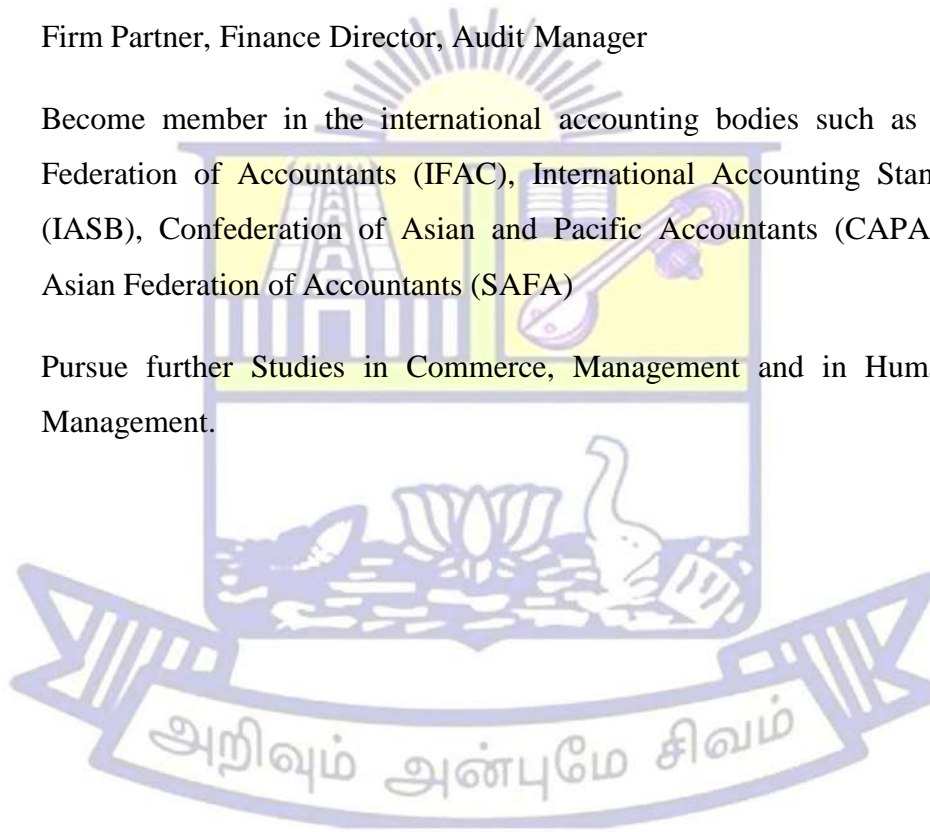 Firm Partner, Finance Director, Audit Manager
Become member in the international accounting bodies such as
Federation of Accountants (IFAC), International Accounting Stan
(IASB), Confederation of Asian and Pacific Accountants (CAPA
Asian Federation of Accountants (SAFA)
Pursue further Studies in Commerce, Management and in Hum
Management.
அறிவும் அன்புமே சிவம்